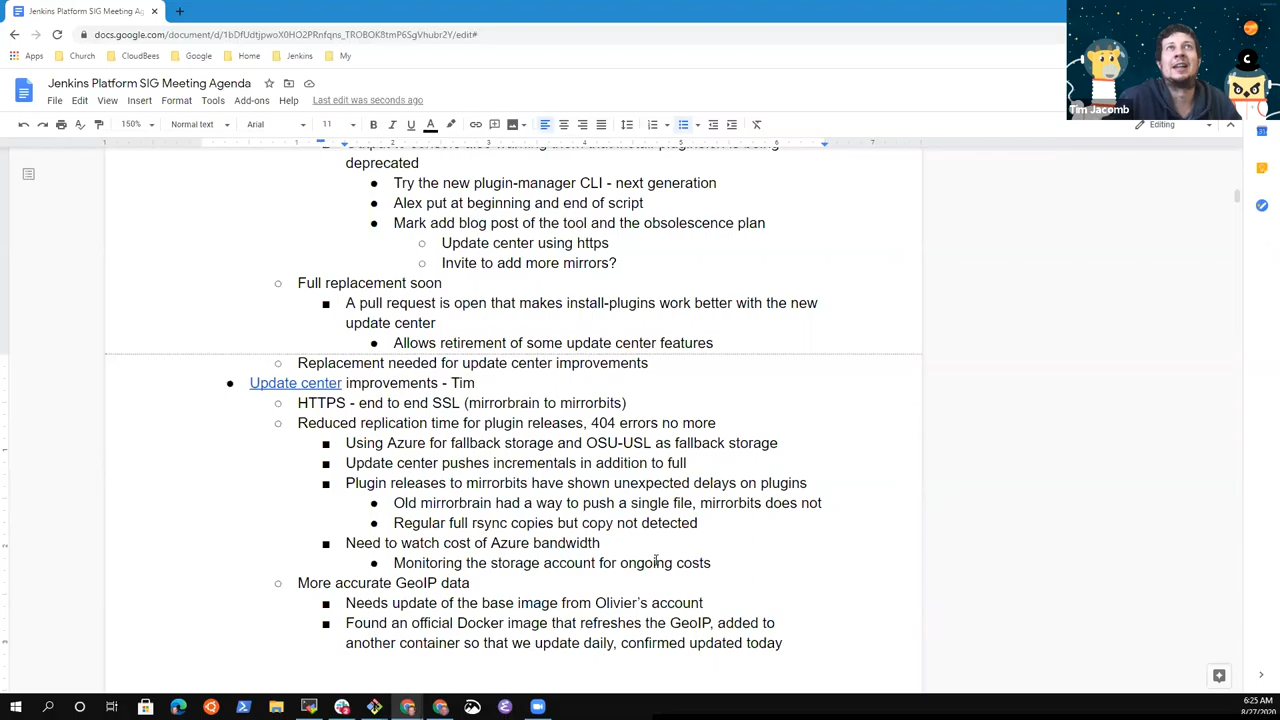 Jenkins Platform SIG Meeting Ag
docs.google.com/document/d/1bDfUdtjpwoX0HO2PRnfqns_TROBOK8tmP6SgVhubr2Y/edit#
Apps Church CloudBees Google Home Jenkins My
Jenkins Platform SIG Meeting Agenda
File Edit View Insert Format Tools Add-ons Help Last edit was seconds ago
150% Normal text Arial 11 B I U A Editing
Tim Jacomb
deprecated
Try the new plugin-manager CLI - next generation
Alex put at beginning and end of script
Mark add blog post of the tool and the obsolescence plan
Update center using https
Invite to add more mirrors?
Full replacement soon
A pull request is open that makes install-plugins work better with the new
update center
Allows retirement of some update center features
Replacement needed for update center improvements
Update center improvements - Tim
HTTPS - end to end SSL (mirrorbrain to mirrorbits)
Reduced replication time for plugin releases, 404 errors no more
Using Azure for fallback storage and OSU-USL as fallback storage
Update center pushes incrementals in addition to full
Plugin releases to mirrorbits have shown unexpected delays on plugins
Old mirrorbrain had a way to push a single file, mirrorbits does not
Regular full rsync copies but copy not detected
Need to watch cost of Azure bandwidth
Monitoring the storage account for ongoing costs
More accurate GeoIP data
Needs update of the base image from Olivier's account
Found an official Docker image that refreshes the GeoIP, added to
another container so that we update daily, confirmed updated today
6:25 AM
8/27/2020